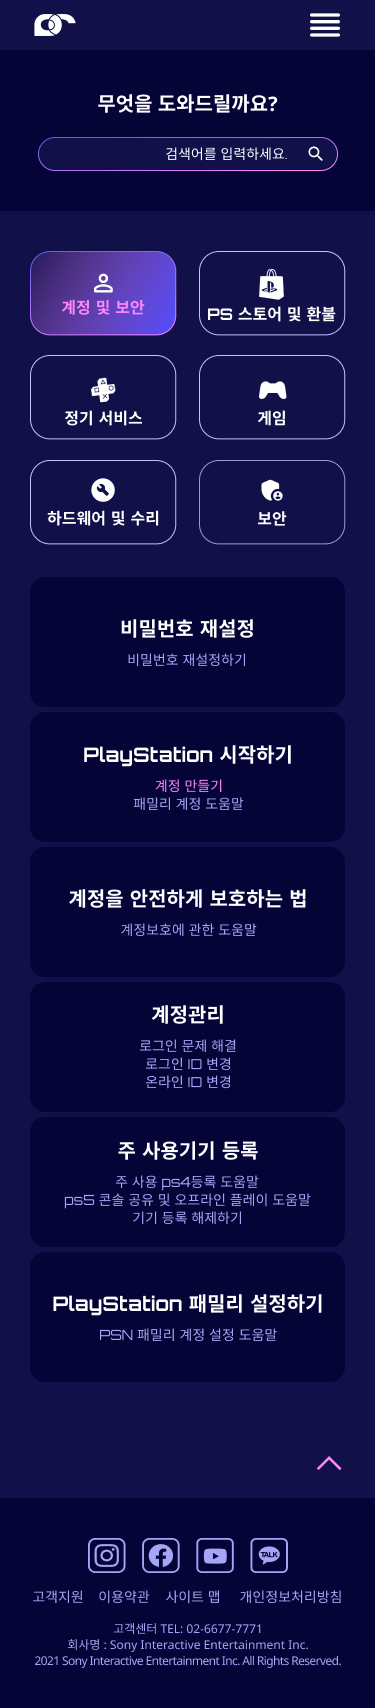 무엇을 도와드릴까요?
검색어를 입력하세요.
계정 및 보안
PS 스토어 및 환불
정기 서비스
게임
하드웨어 및 수리
보안
비밀번호 재설정
비밀번호 재설정하기
PlayStation 시작하기
계정 만들기
패밀리 계정 도움말
계정을 안전하게 보호하는 법
계정보호에 관한 도움말
계정관리
로그인 문제 해결
로그인 ID 변경
온라인 ID 변경
주 사용기기 등록
주 사용 ps4등록 도움말
ps5 콘솔 공유 및 오프라인 플레이 도움말
기기 등록 해제하기
PlayStation 패밀리 설정하기
PSN 패밀리 계정 설정 도움말
TALK
고객지원 이용약관 사이트 맵 개인정보처리방침
고객센터 TEL: 02-6677-7771
회사명 : Sony Interactive Entertainment Inc.
2021 Sony Interactive Entertainment Inc. All Rights Reserved.